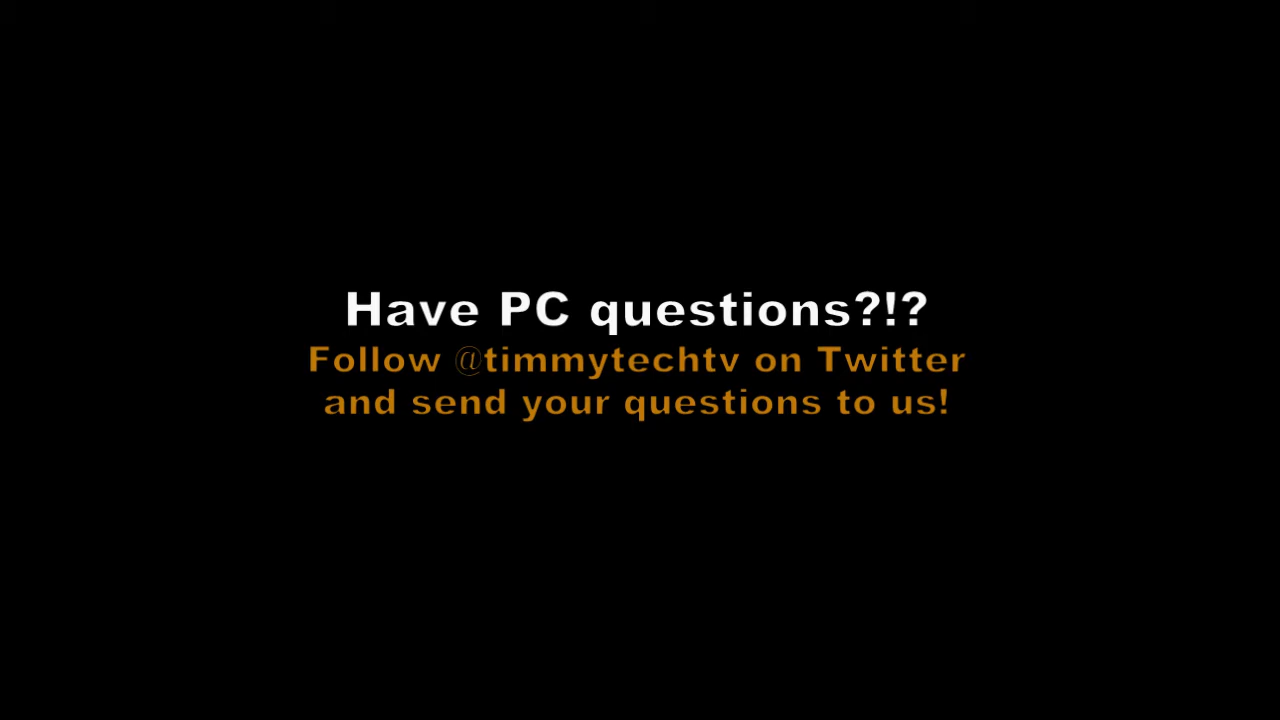 Have PC questions?!?
Follow @timmytechtv on Twitter
and send your questions to us!